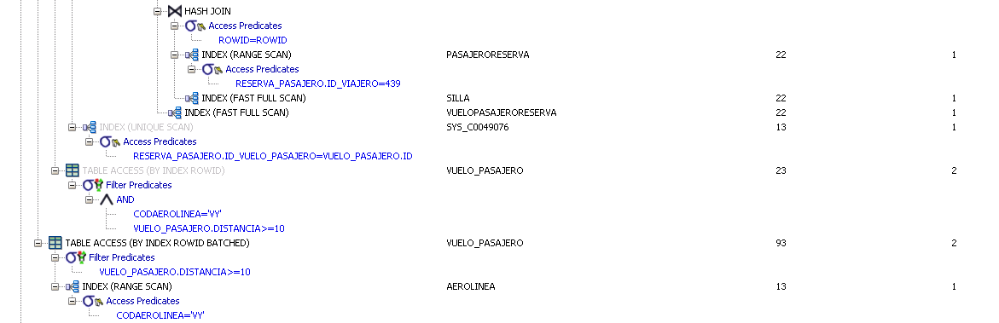 HASH JOIN
Access Predicates
ROWID=ROWID
INDEX (RANGE SCAN) PASAJERORESERVA 22 1
Access Predicates
RESERVA_PASAJERO.ID_VIAJERO=439
INDEX (FAST FULL SCAN) SILLA 22 1
INDEX (FAST FULL SCAN) VUELOPASAJERORESERVA 22 1
INDEX (UNIQUE SCAN) SYS_C0049076 13 1
Access Predicates
RESERVA_PASAJERO.ID_VUELO_PASAJERO=VUELO_PASAJERO.ID
TABLE ACCESS (BY INDEX ROWID) VUELO_PASAJERO 23 2
Filter Predicates
AND
CODAEROLINEA='VY'
VUELO_PASAJERO.DISTANCIA>=10
TABLE ACCESS (BY INDEX ROWID BATCHED) VUELO_PASAJERO 93 2
Filter Predicates
VUELO_PASAJERO.DISTANCIA>=10
INDEX (RANGE SCAN) AEROLINEA 13 1
Access Predicates
CODAEROLINEA='VY'